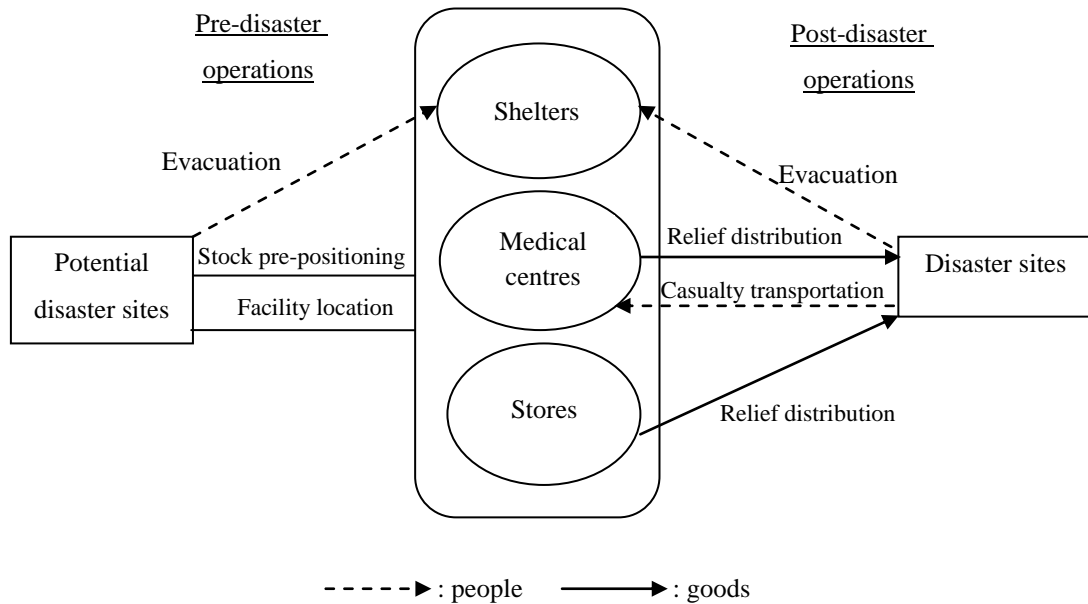 Pre-disaster
operations
Post-disaster
operations
Shelters
Evacuation
Evacuation
Potential
disaster sites
Stock pre-positioning
Facility location
Medical
centres
Relief distribution
Casualty transportation
Disaster sites
Stores
Relief distribution
: people
: goods